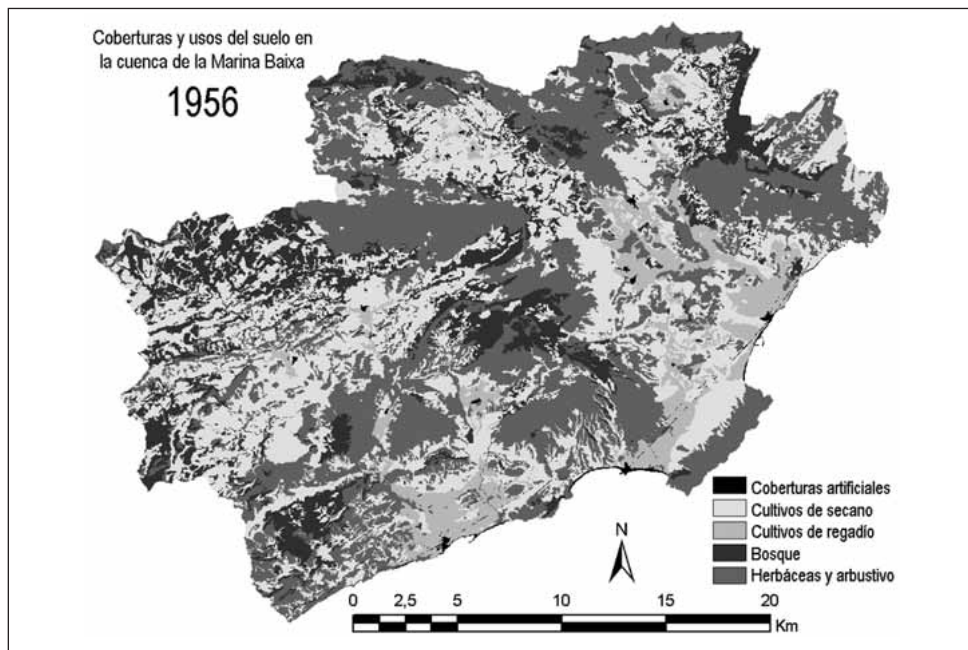 Coberturas y usos del suelo en
la cuenca de la Marina Baixa
1956
Coberturas artificiales
Cultivos de secano
Cultivos de regadío
Bosque
Herbáceas y arbustivo
N
0 2,5 5 10 15 20
Km